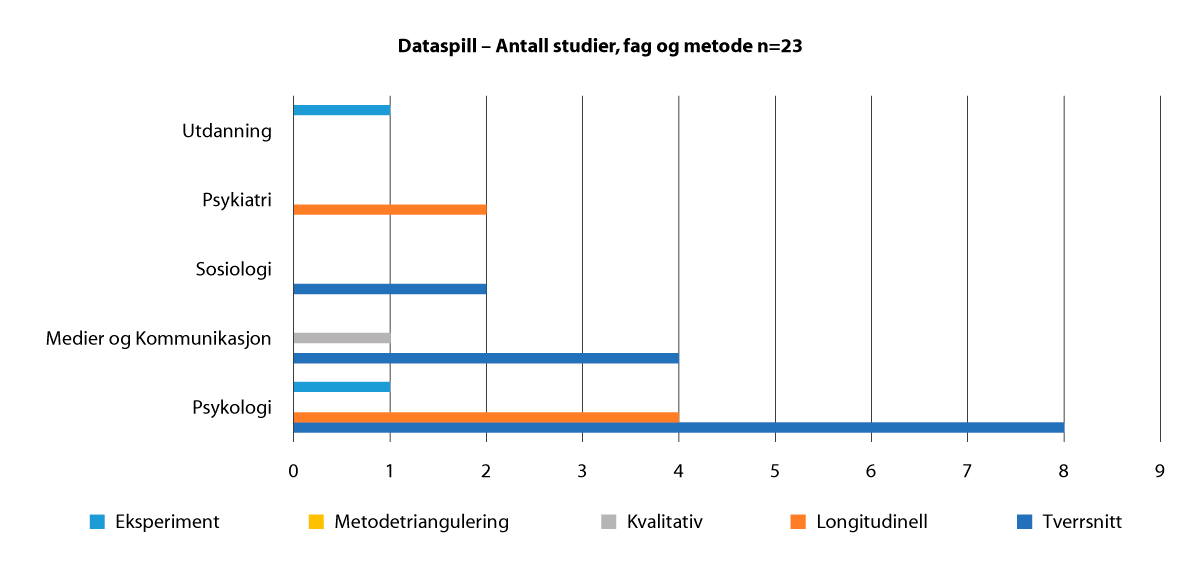 Dataspill – Antall studier, fag og metode n=23
Utdanning
Psykiatri
Sosiologi
Medier og Kommunikasjon
Psykologi
0 1 2 3 4 5 6 7 8 9
Eksperiment Metodetriangulering Kvalitativ Longitudinell Tverrsnitt